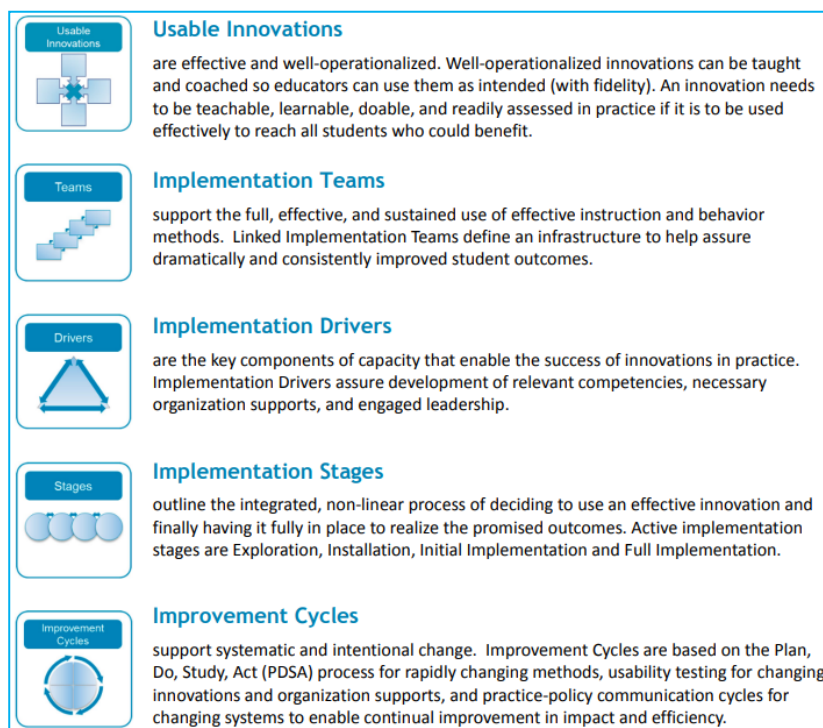 Usable
Innovations
Usable Innovations
are effective and well-operationalized. Well-operationalized innovations can be taught
and coached so educators can use them as intended (with fidelity). An innovation needs
to be teachable, learnable, doable, and readily assessed in practice if it is to be used
effectively to reach all students who could benefit.
Teams
Implementation Teams
support the full, effective, and sustained use of effective instruction and behavior
methods.  Linked Implementation Teams define an infrastructure to help assure
dramatically and consistently improved student outcomes.
Drivers
Implementation Drivers
are the key components of capacity that enable the success of innovations in practice.
Implementation Drivers assure development of relevant competencies, necessary
organization supports, and engaged leadership.
Stages
Implementation Stages
outline the integrated, non-linear process of deciding to use an effective innovation and
finally having it fully in place to realize the promised outcomes. Active implementation
stages are Exploration, Installation, Initial Implementation and Full Implementation.
Improvement
Cycles
Improvement Cycles
support systematic and intentional change.  Improvement Cycles are based on the Plan,
Do, Study, Act (PDSA) process for rapidly changing methods, usability testing for changing
innovations and organization supports, and practice-policy communication cycles for
changing systems to enable continual improvement in impact and efficiency.